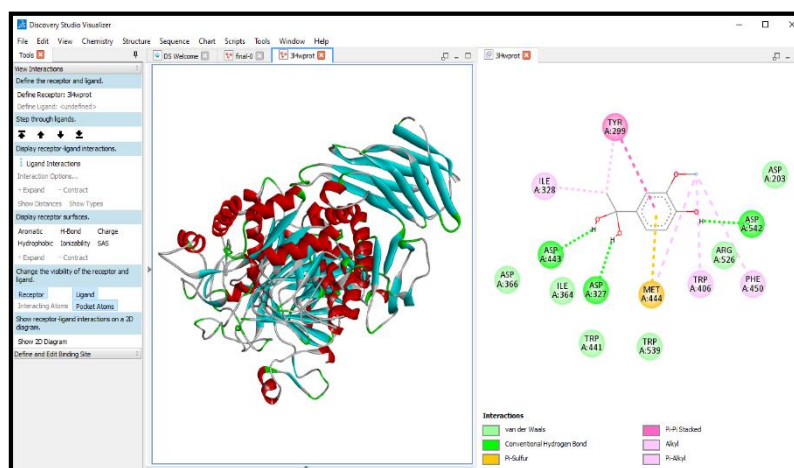 Discovery Studio Visualizer
File Edit View Chemistry Structure Sequence Chart Scripts Tools Window Help
Tools
DS Welcome
final-0
3Hwprot
3Hwprot
View Interactions
Define the receptor and ligand.
Define Receptor: 3Hwprot
Define Ligand: <undefined>
Step through ligands.
Display receptor-ligand interactions.
Ligand Interactions
Interaction Options...
+ Expand - Contract
Show Distances Show Types
Display receptor surfaces.
Aromatic H-Bond Charge
Hydrophobic Ionizability SAS
+ Expand - Contract
Change the visibility of the receptor and
ligand.
Receptor Ligand
Interacting Atoms Pocket Atoms
Show receptor-ligand interactions on a 2D
diagram.
Show 2D Diagram
Define and Edit Binding Site
TYR
A:299
ILE
A:328
ASP
A:203
ASP
A:542
ARG
A:526
ASP
A:443
ASP
A:366
ILE
A:364
ASP
A:327
MET
A:444
TRP
A:406
PHE
A:450
TRP
A:441
TRP
A:539
O
O
H
O
H
O
H
Interactions
van der Waals
Conventional Hydrogen Bond
Pi-Sulfur
Pi-Pi Stacked
Alkyl
Pi-Alkyl